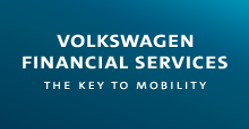 VOLKSWAGEN
FINANCIAL SERVICES
THE KEY TO MOBILITY